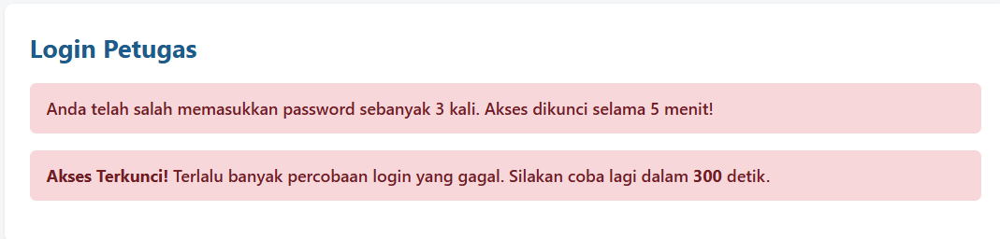 Login Petugas
Anda telah salah memasukkan password sebanyak 3 kali. Akses dikunci selama 5 menit!
Akses Terkunci! Terlalu banyak percobaan login yang gagal. Silakan coba lagi dalam 300 detik.